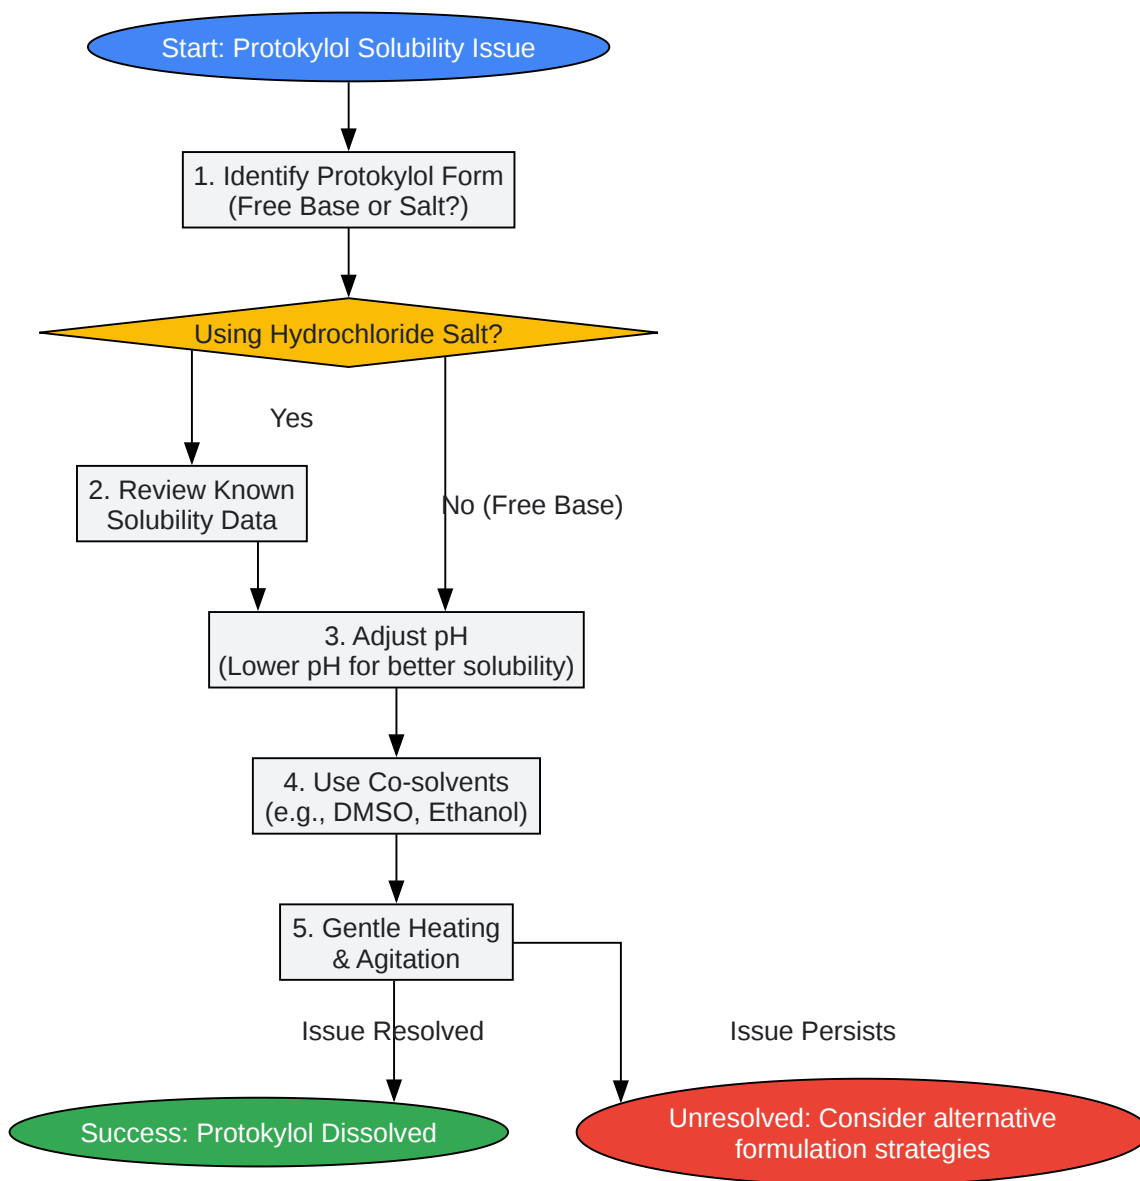 Start: Protokylol Solubility Issue
1. Identify Protokylol Form
(Free Base or Salt?)
Using Hydrochloride Salt?
Yes
2. Review Known
Solubility Data
No (Free Base)
3. Adjust pH
(Lower pH for better solubility)
4. Use Co-solvents
(e.g., DMSO, Ethanol)
5. Gentle Heating
& Agitation
Issue Resolved
Issue Persists
Success: Protokylol Dissolved
Unresolved: Consider alternative
formulation strategies